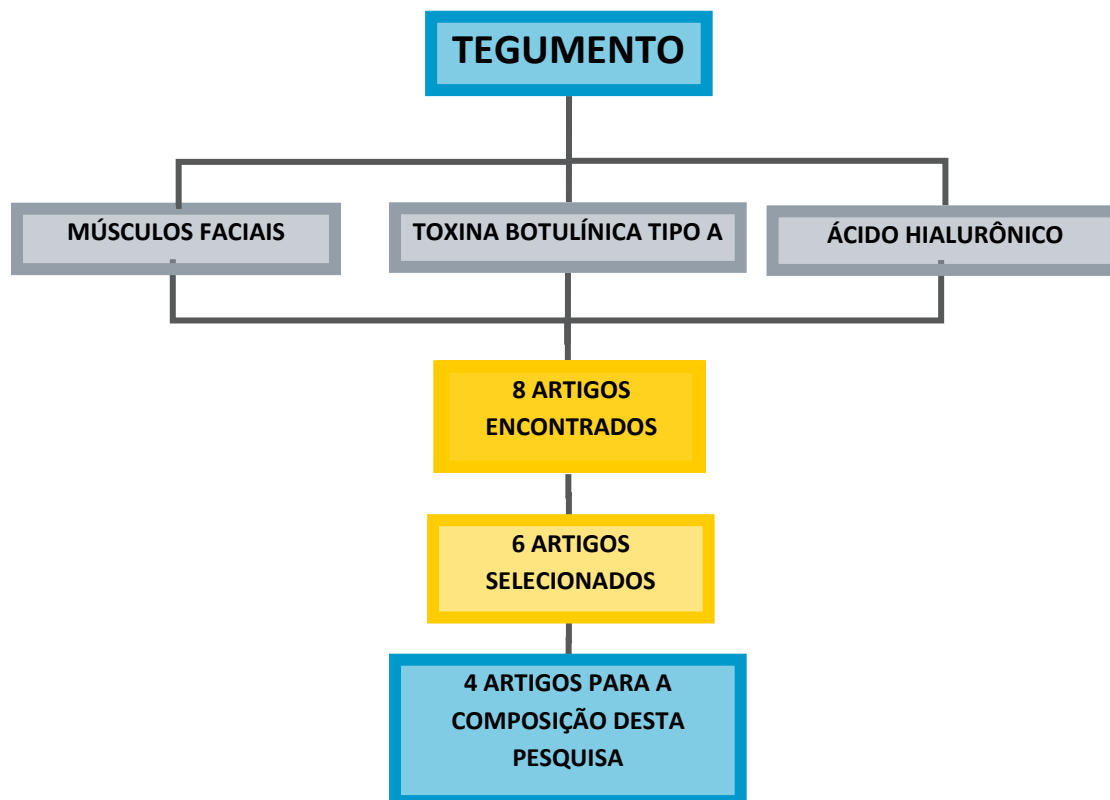 TEGUMENTO
MÚSCULOS FACIAIS
TOXINA BOTULÍNICA TIPO A
ÁCIDO HIALURÔNICO
8 ARTIGOS
ENCONTRADOS
6 ARTIGOS
SELECIONADOS
4 ARTIGOS PARA A
COMPOSIÇÃO DESTA
PESQUISA